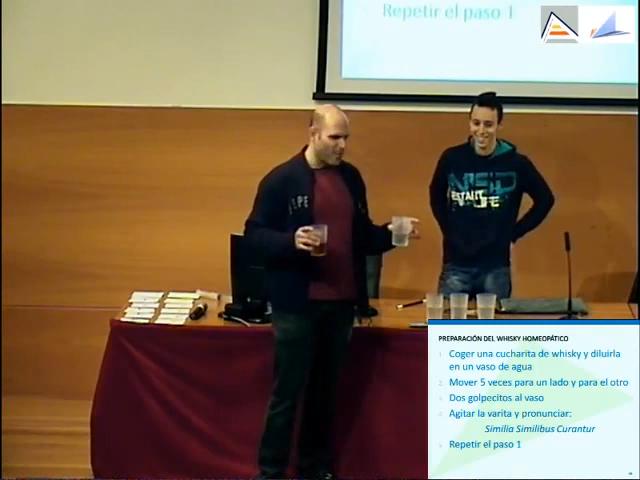 Repetir el paso 1
PREPARACIÓN DEL WHISKY HOMEOPÁTICO
1. Coger una cucharita de whisky y diluirla
en un vaso de agua
2. Mover 5 veces para un lado y para el otro
3. Dos golpecitos al vaso
4. Agitar la varita y pronunciar:
Similia Similibus Curantur
5. Repetir el paso 1